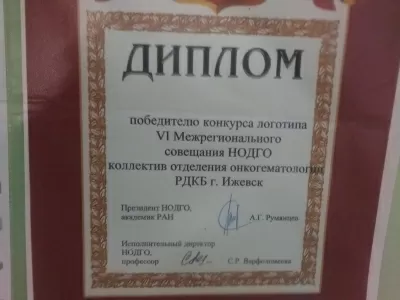 ДИПЛОМ
победителю конкурса логотипа
VI Межрегионального
совещания НОДГО
коллектив отделения онкогематологии
РДКБ г. Ижевск
Президент НОДГО,
академик РАН А.Г. Румянцев
Исполнительный директор
НОДГО,
профессор С.Р. Варфоломеева